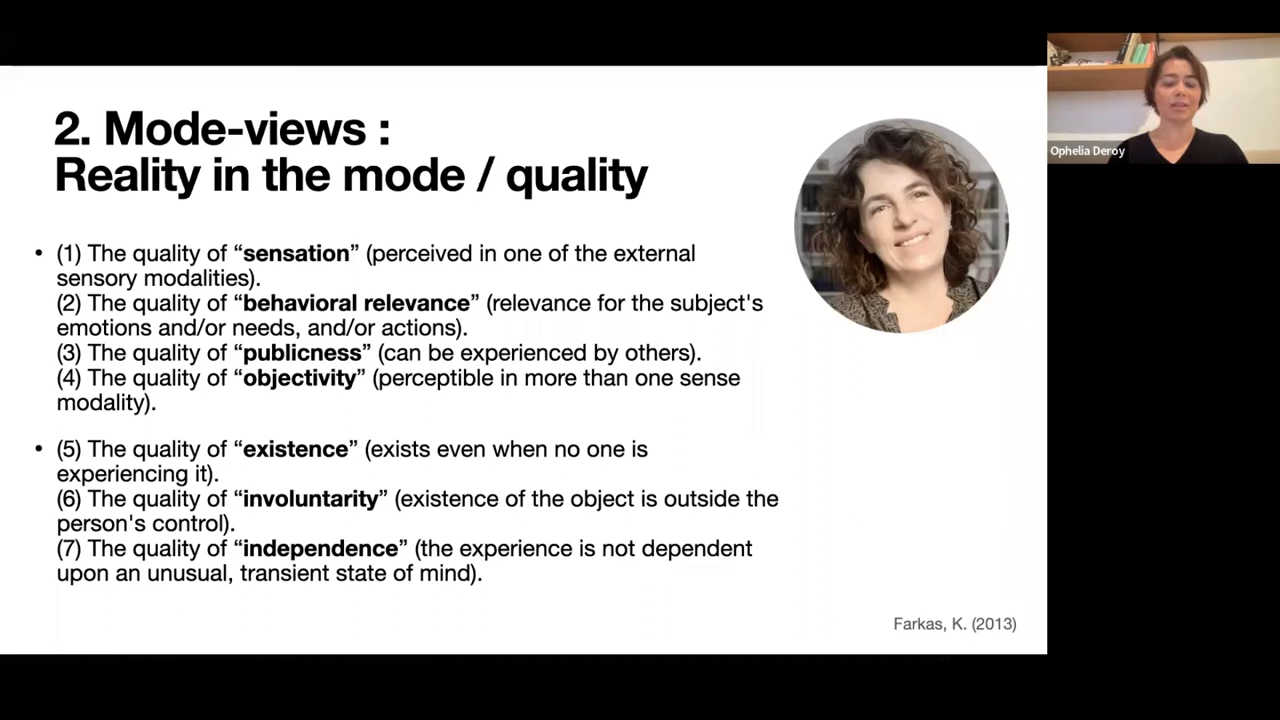 2. Mode-views :
Reality in the mode / quality
• (1) The quality of “sensation” (perceived in one of the external
sensory modalities).
(2) The quality of “behavioral relevance” (relevance for the subject's
emotions and/or needs, and/or actions).
(3) The quality of “publicness” (can be experienced by others).
(4) The quality of “objectivity” (perceptible in more than one sense
modality).
• (5) The quality of “existence” (exists even when no one is
experiencing it).
(6) The quality of “involuntarity” (existence of the object is outside the
person's control).
(7) The quality of “independence” (the experience is not dependent
upon an unusual, transient state of mind).
Farkas, K. (2013)
Ophelia Deroy